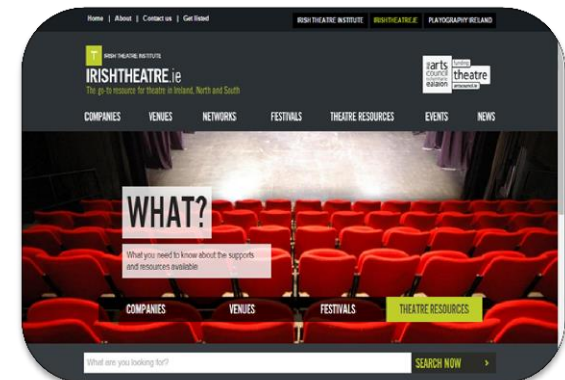 Home | About | Contact us | Get listed
IRISH THEATRE INSTITUTE IRISHTHEATRE.IE PLAYOGRAPHY IRELAND
T IRISH THEATRE INSTITUTE
IRISHTHEATRE.ie
The go-to resource for theatre in Ireland, North and South
arts council
ealaíon
funding
theatre
artscouncil.ie
COMPANIES VENUES NETWORKS FESTIVALS THEATRE RESOURCES EVENTS NEWS
WHAT?
What you need to know about the supports
and resources available
COMPANIES VENUES FESTIVALS THEATRE RESOURCES
What are you looking for? SEARCH NOW >